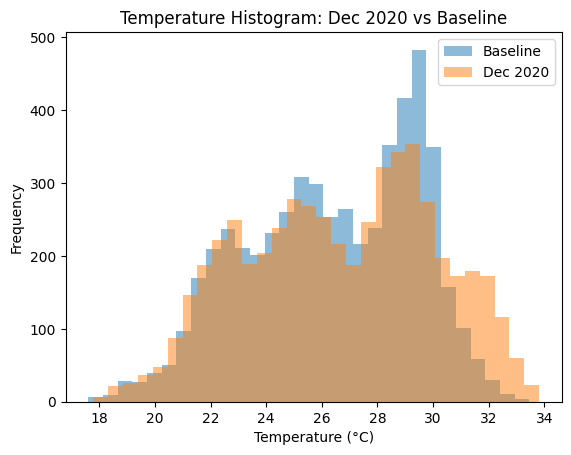 Temperature Histogram: Dec 2020 vs Baseline
500
400
300
200
100
0
Frequency
Baseline
Dec 2020
18 20 22 24 26 28 30 32 34
Temperature (°C)